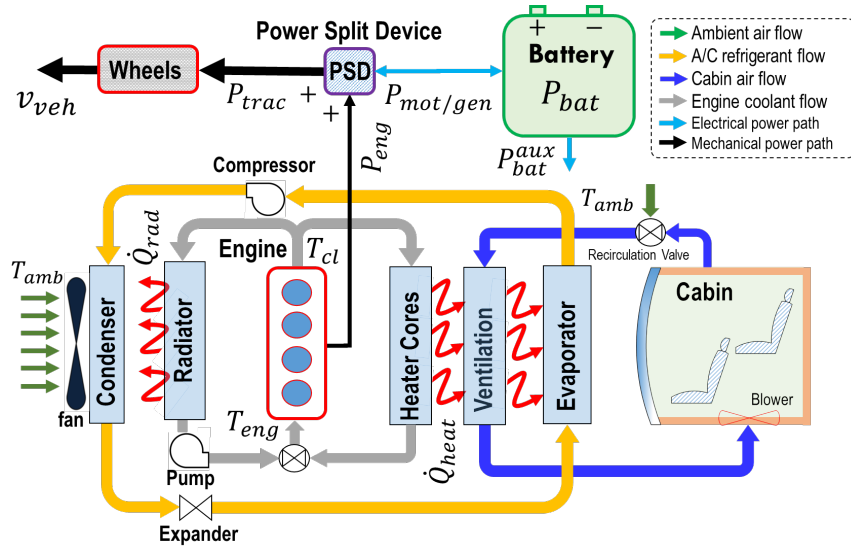 Power Split Device
Wheels
PSD
+
−
Battery
P_bat
v_veh
P_trac
+
+
P_mot/gen
P_eng
P_bat^aux
Ambient air flow
A/C refrigerant flow
Cabin air flow
Engine coolant flow
Electrical power path
Mechanical power path
Compressor
T_amb
Recirculation Valve
Q̇_rad
Engine
T_cl
T_amb
Condenser
Radiator
Heater Cores
Ventilation
Evaporator
Cabin
Blower
fan
T_eng
Q̇_heat
Pump
Expander